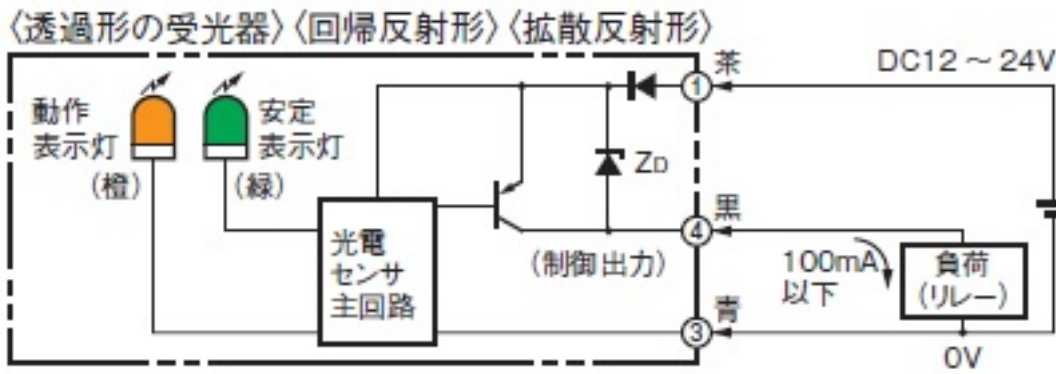 〈透過形の受光器〉〈回帰反射形〉〈拡散反射形〉
動作
表示灯
(橙)
安定
表示灯
(緑)
光電
センサ
主回路
ZD
(制御出力)
① 茶
④ 黒
③ 青
DC12～24V
100mA
以下
負荷
(リレー)
0V